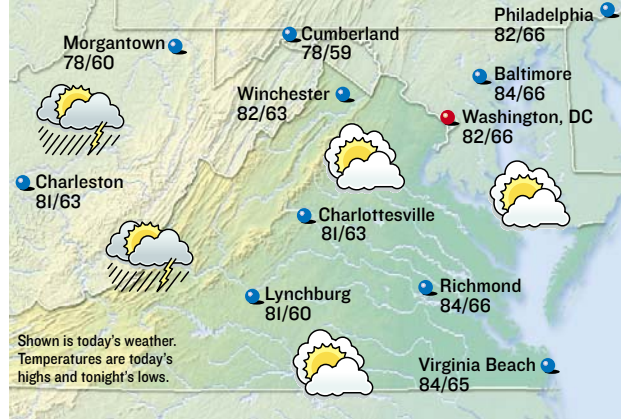 Philadelphia
82/66
Cumberland
78/59
Morgantown
78/60
Baltimore
84/66
Winchester
82/63
Washington, DC
82/66
Charleston
81/63
Charlottesville
81/63
Richmond
84/66
Lynchburg
81/60
Shown is today's weather.
Temperatures are today's
highs and tonight's lows.
Virginia Beach
84/65